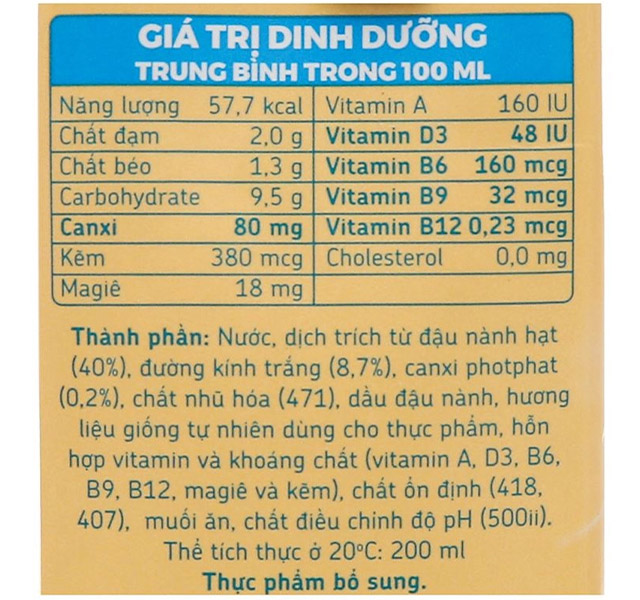 GIÁ TRỊ DINH DƯỠNG
TRUNG BÌNH TRONG 100 ML
Năng lượng 57,7 kcal Vitamin A 160 IU
Chất đạm 2,0 g Vitamin D3 48 IU
Chất béo 1,3 g Vitamin B6 160 mcg
Carbohydrate 9,5 g Vitamin B9 32 mcg
Canxi 80 mg Vitamin B12 0,23 mcg
Kẽm 380 mcg Cholesterol 0,0 mg
Magiê 18 mg
Thành phần: Nước, dịch trích từ đậu nành hạt
(40%), đường kính trắng (8,7%), canxi photphat
(0,2%), chất nhũ hóa (471), dầu đậu nành, hương
liệu giống tự nhiên dùng cho thực phẩm, hỗn
hợp vitamin và khoáng chất (vitamin A, D3, B6,
B9, B12, magiê và kẽm), chất ổn định (418,
407), muối ăn, chất điều chỉnh độ pH (500ii).
Thể tích thực ở 20°C: 200 ml
Thực phẩm bổ sung.